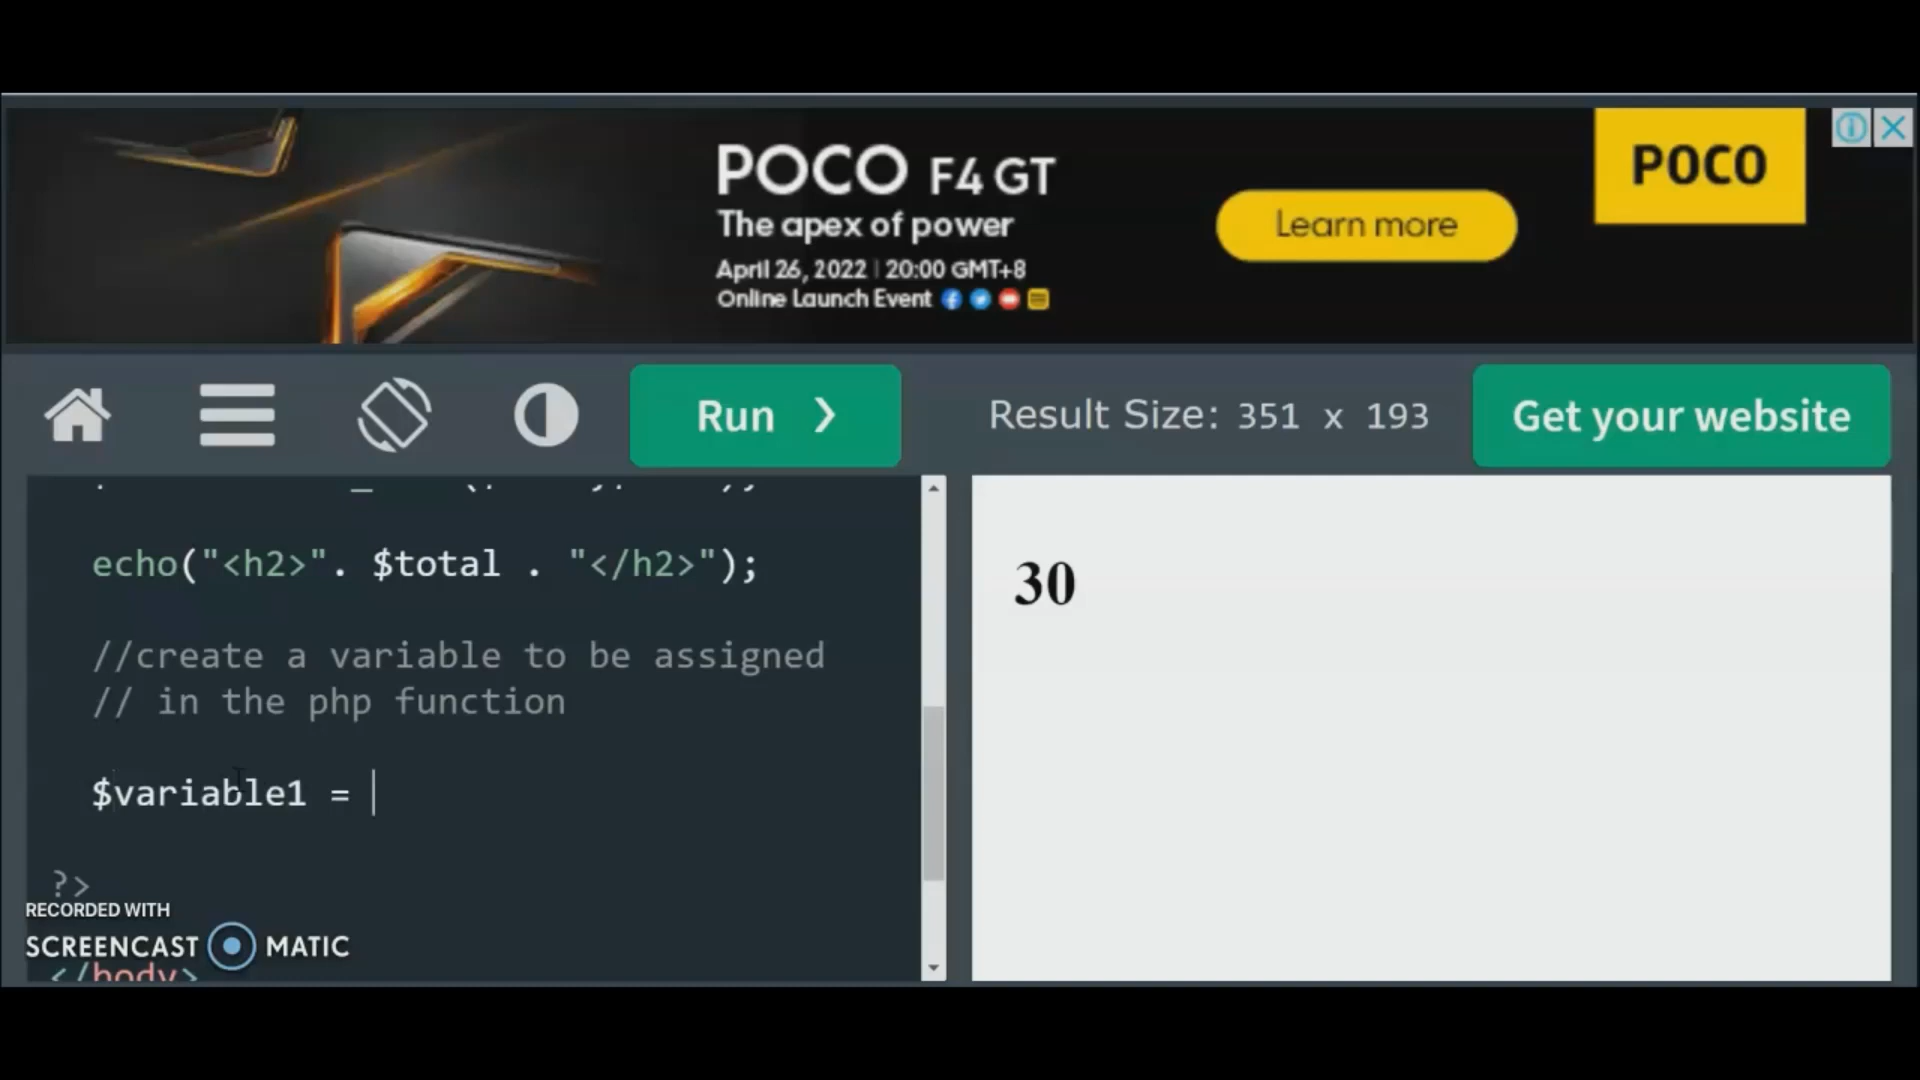 POCO F4 GT
The apex of power
April 26, 2022 | 20:00 GMT+8
Online Launch Event
Learn more
POCO
Run ❯
Result Size: 351 x 193
Get your website
echo("<h2>". $total . "</h2>");
//create a variable to be assigned
// in the php function
$variable1 =
?>
</body>
30
RECORDED WITH
SCREENCAST MATIC